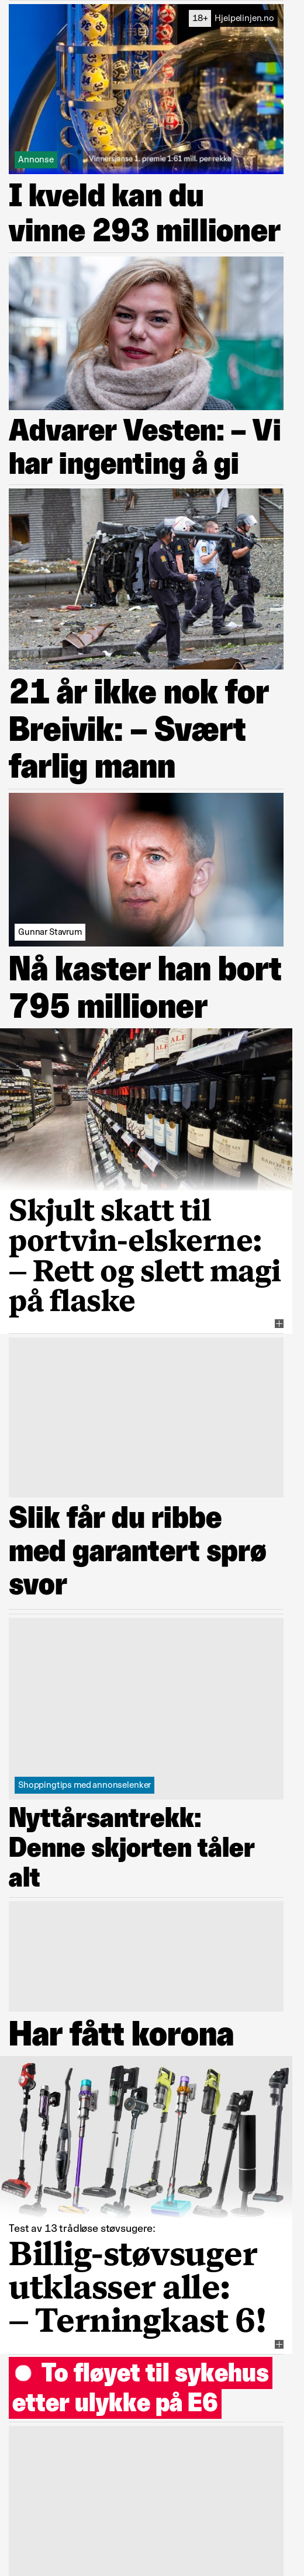 18+ Hjelpelinjen.no
Vinnersjanse 1. premie 1:61 mill. per rekke
Annonse
I kveld kan du
vinne 293 millioner
Advarer Vesten: – Vi
har ingenting å gi
21 år ikke nok for
Breivik: – Svært
farlig mann
Gunnar Stavrum
Nå kaster han bort
795 millioner
ALF
Skjult skatt til
portvin-elskerne:
– Rett og slett magi
på flaske
Slik får du ribbe
med garantert sprø
svor
Shoppingtips med annonselenker
Nyttårsantrekk:
Denne skjorten tåler
alt
Har fått korona
Test av 13 trådløse støvsugere:
Billig-støvsuger
utklasser alle:
– Terningkast 6!
To fløyet til sykehus
etter ulykke på E6